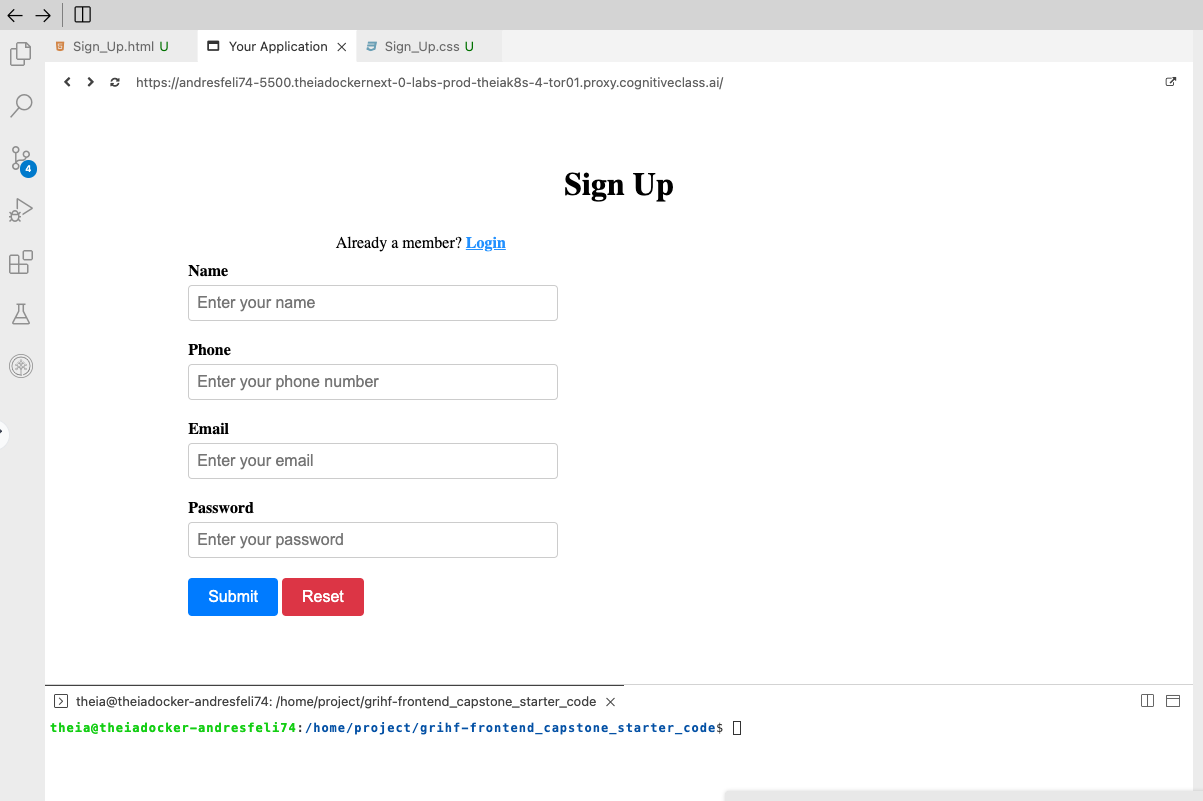 Sign_Up.html U Your Application Sign_Up.css U
https://andresfeli74-5500.theiadockernext-0-labs-prod-theiak8s-4-tor01.proxy.cognitiveclass.ai/
4
Sign Up
Already a member? Login
Name
Enter your name
Phone
Enter your phone number
Email
Enter your email
Password
Enter your password
Submit Reset
theia@theiadocker-andresfeli74: /home/project/grihf-frontend_capstone_starter_code
theia@theiadocker-andresfeli74:/home/project/grihf-frontend_capstone_starter_code$